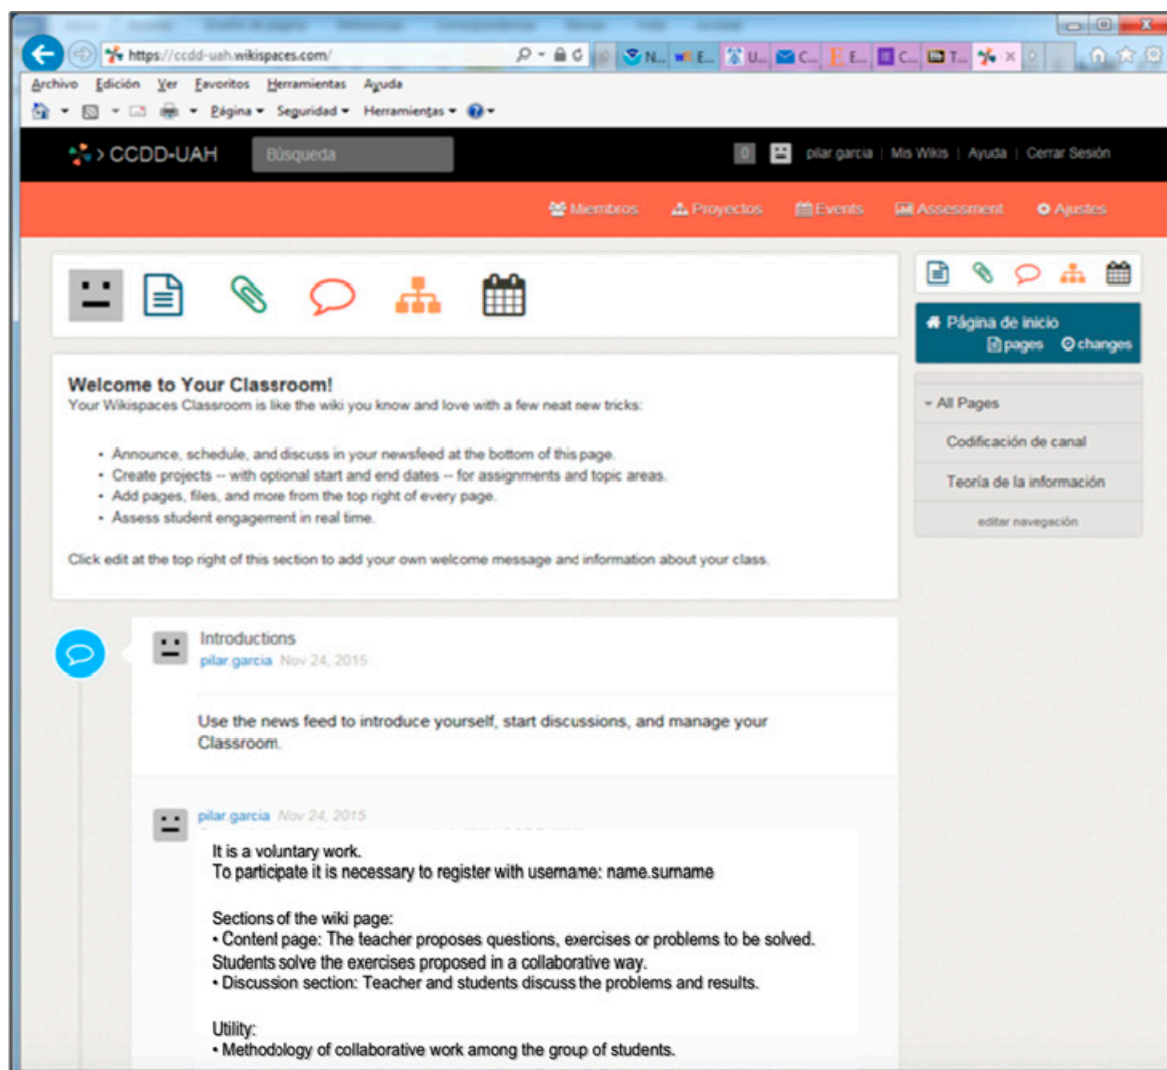 https://ccdd-uah.wikispaces.com/
N... E... U... C... E... C... T...
Archivo Edición Ver Favoritos Herramientas Ayuda
Página Seguridad Herramientas
> CCDD-UAH Búsqueda 0 pilar.garcia | Mis Wikis | Ayuda | Cerrar Sesión
Miembros Proyectos Events Assessment Ajustes
Página de inicio
pages changes
All Pages
Codificación de canal
Teoría de la información
editar navegación
Welcome to Your Classroom!
Your Wikispaces Classroom is like the wiki you know and love with a few neat new tricks:
• Announce, schedule, and discuss in your newsfeed at the bottom of this page.
• Create projects -- with optional start and end dates -- for assignments and topic areas.
• Add pages, files, and more from the top right of every page.
• Assess student engagement in real time.
Click edit at the top right of this section to add your own welcome message and information about your class.
Introductions
pilar.garcia Nov 24, 2015
Use the news feed to introduce yourself, start discussions, and manage your
Classroom.
pilar.garcia Nov 24, 2015
It is a voluntary work.
To participate it is necessary to register with username: name.surname
Sections of the wiki page:
• Content page: The teacher proposes questions, exercises or problems to be solved.
Students solve the exercises proposed in a collaborative way.
• Discussion section: Teacher and students discuss the problems and results.
Utility:
• Methodology of collaborative work among the group of students.